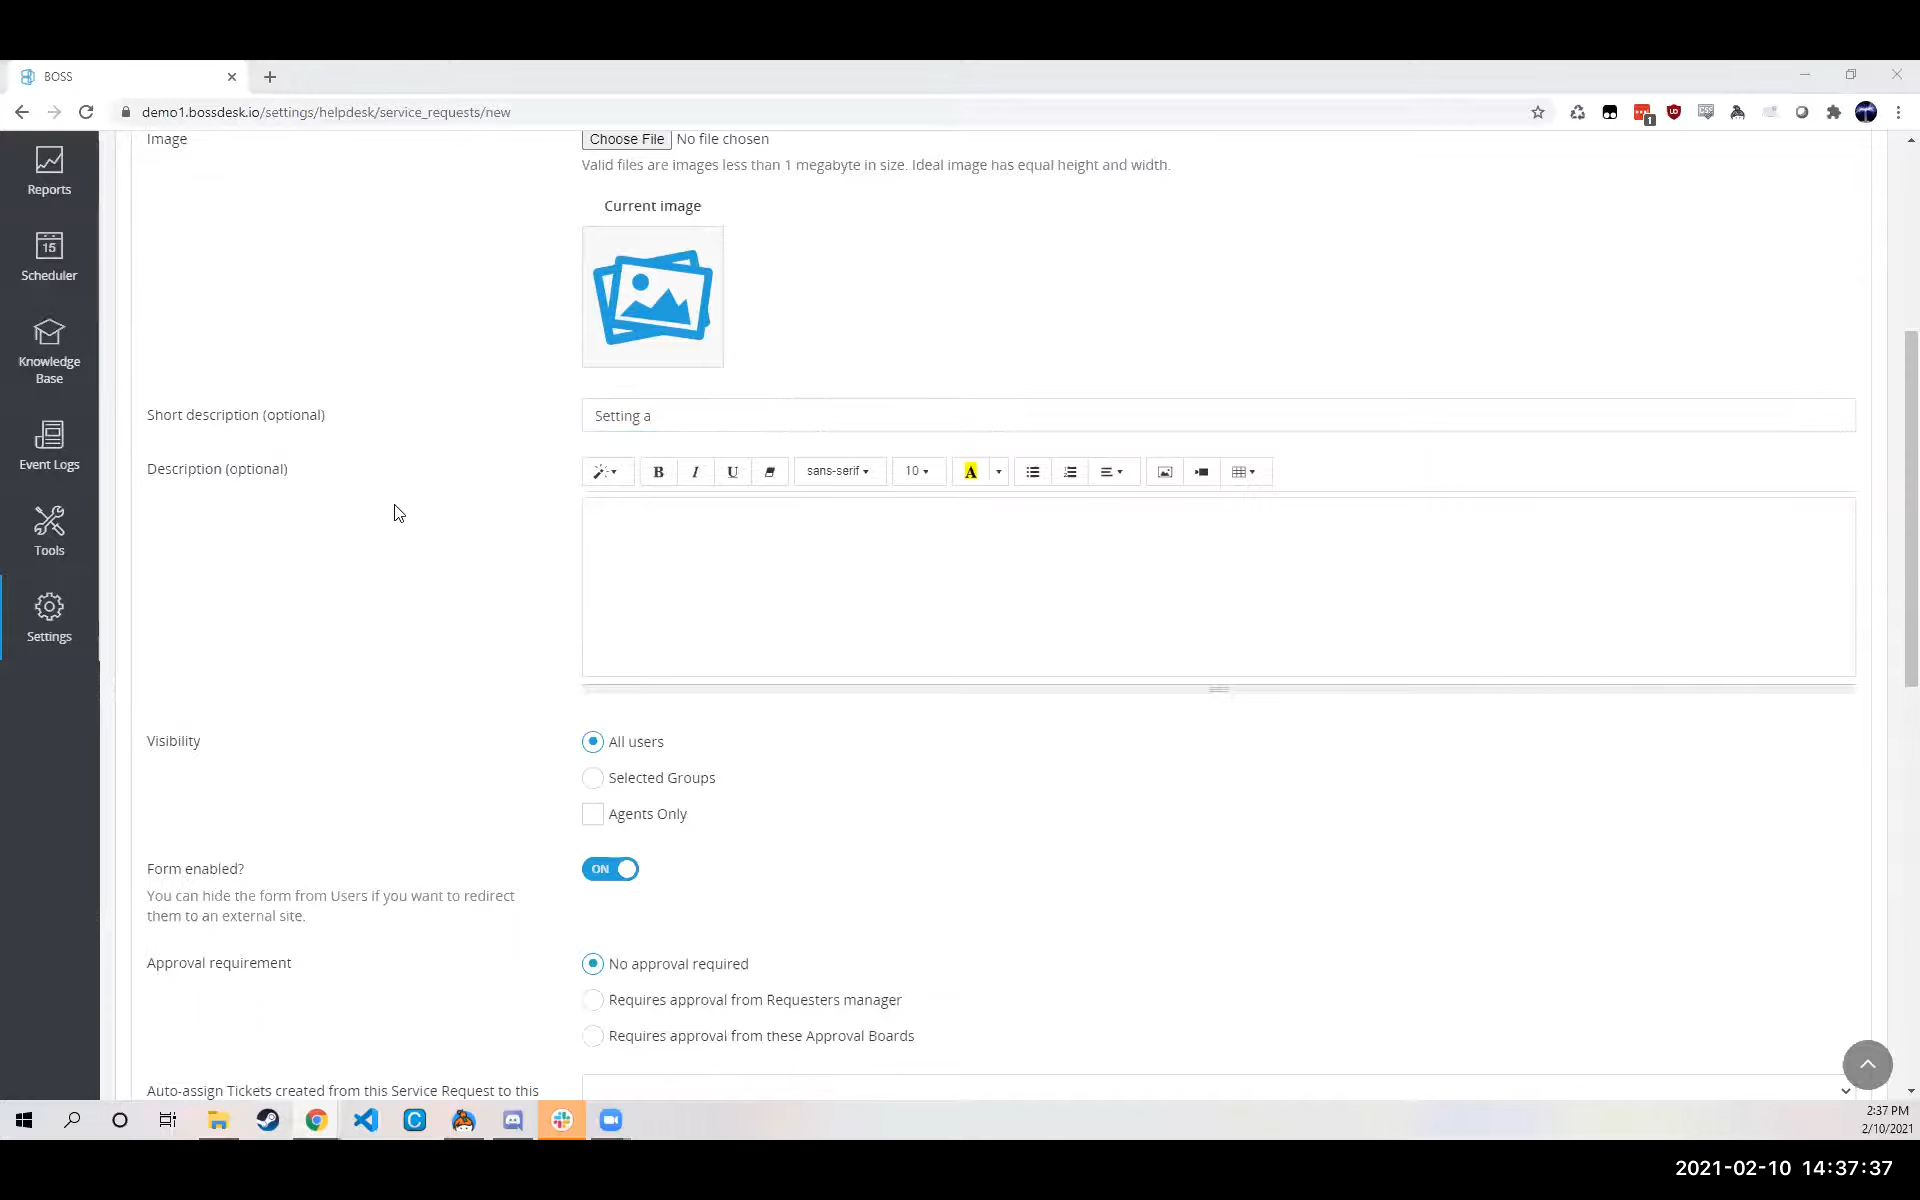 BOSS
demo1.bossdesk.io/settings/helpdesk/service_requests/new
1
Reports
15
Scheduler
Knowledge
Base
Event Logs
Tools
Settings
Image
Choose File No file chosen
Valid files are images less than 1 megabyte in size. Ideal image has equal height and width.
Current image
Short description (optional)
Setting a
Description (optional)
B I U sans-serif 10 A
Visibility
All users
Selected Groups
Agents Only
Form enabled?
ON
You can hide the form from Users if you want to redirect
them to an external site.
Approval requirement
No approval required
Requires approval from Requesters manager
Requires approval from these Approval Boards
Auto-assign Tickets created from this Service Request to this
2:37 PM
2/10/2021
2021-02-10 14:37:37